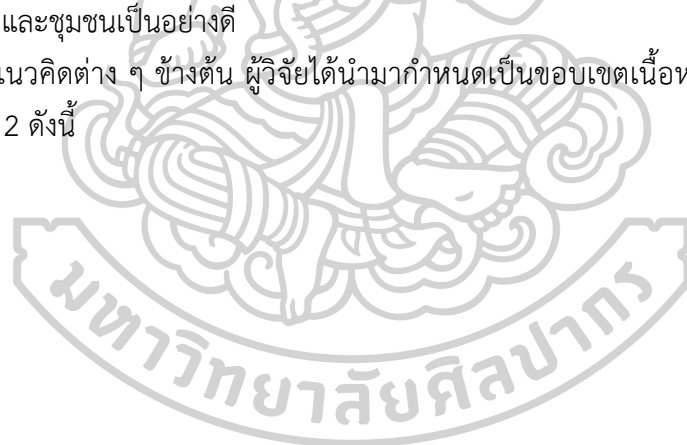 และชุมชนเป็นอย่างดี
แนวคิดต่าง ๆ ข้างต้น ผู้วิจัยได้นำมากำหนดเป็นขอบเขตเนื้อห
2 ดังนี้
มหาวิทยาลัยศิลปากร